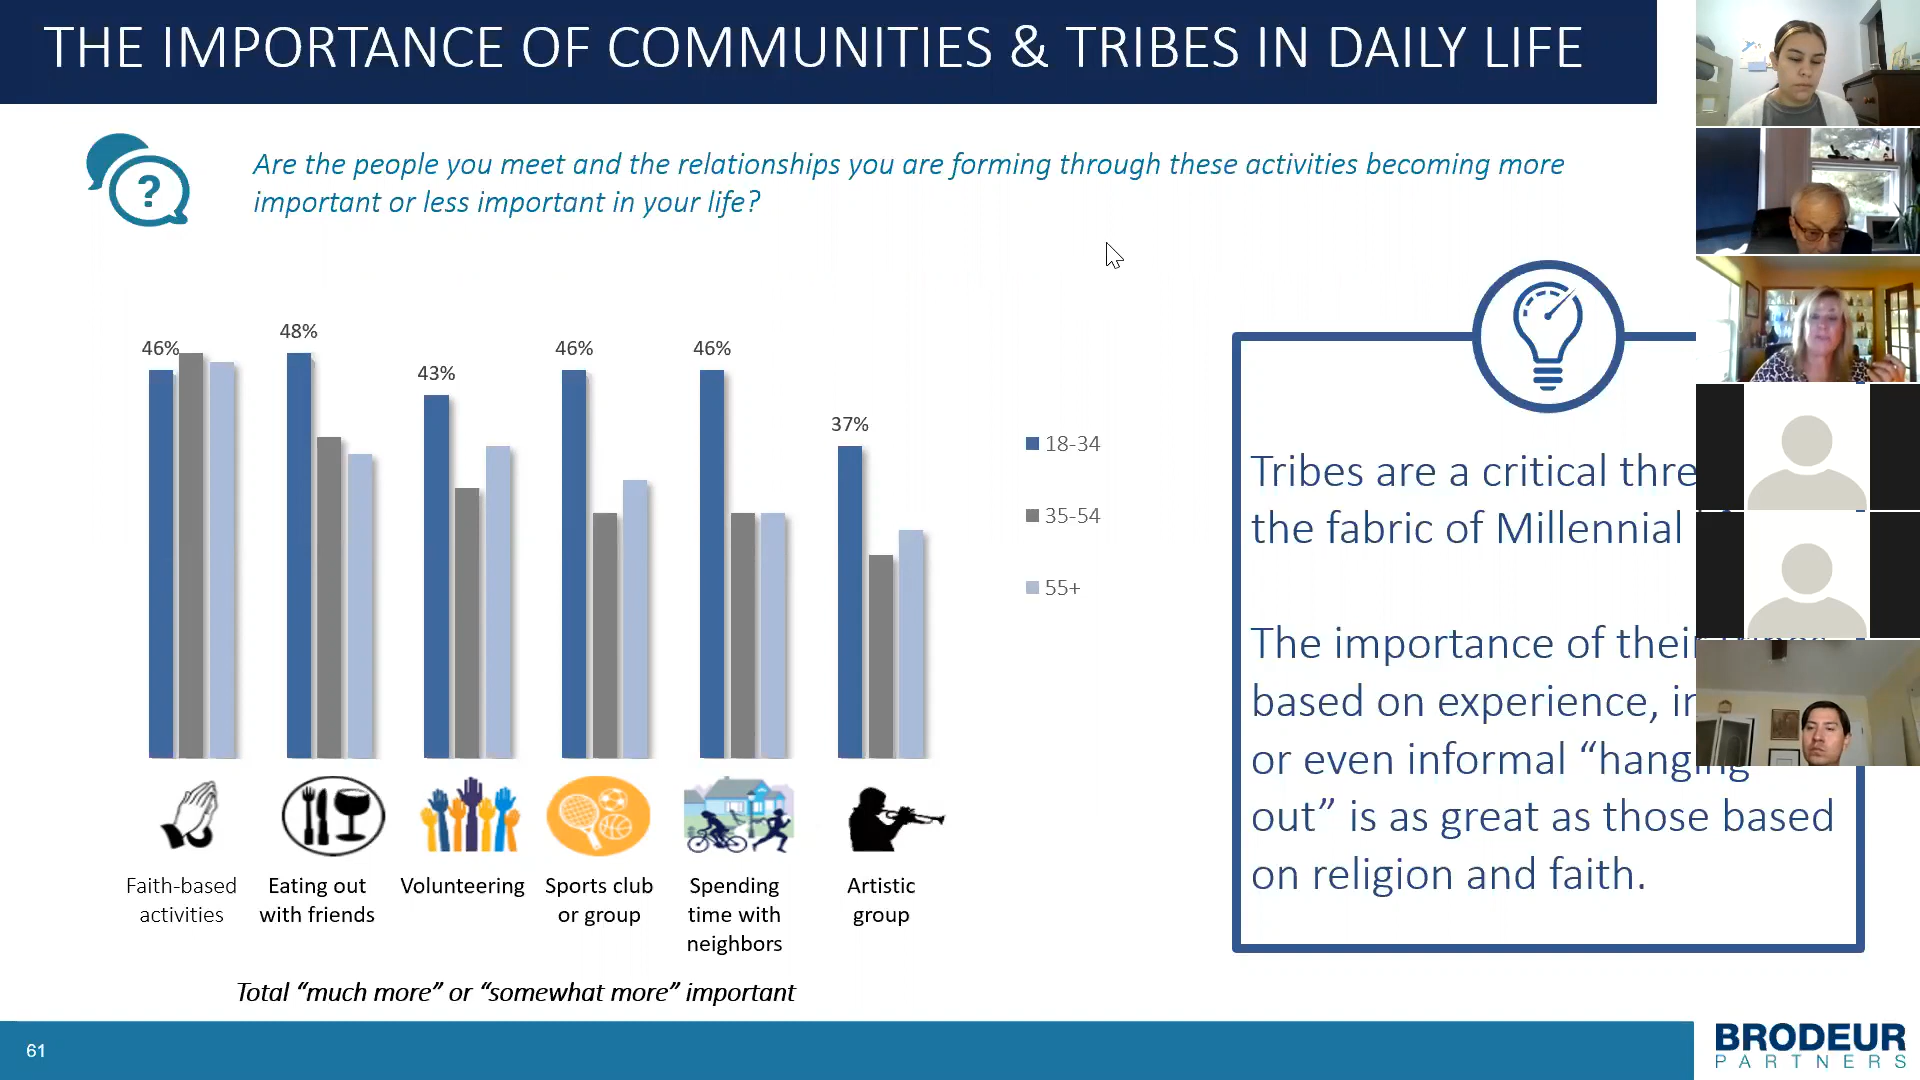 THE IMPORTANCE OF COMMUNITIES & TRIBES IN DAILY LIFE
?
Are the people you meet and the relationships you are forming through these activities becoming more
important or less important in your life?
46%
48%
43%
46%
46%
37%
18-34
35-54
55+
Faith-based
activities
Eating out
with friends
Volunteering
Sports club
or group
Spending
time with
neighbors
Artistic
group
Total “much more” or “somewhat more” important
Tribes are a critical
the fabric of Millennial
The importance of their
based on experience,
or even informal “hanging
out” is as great as those based
on religion and faith.
61
BRODEUR
PARTNERS